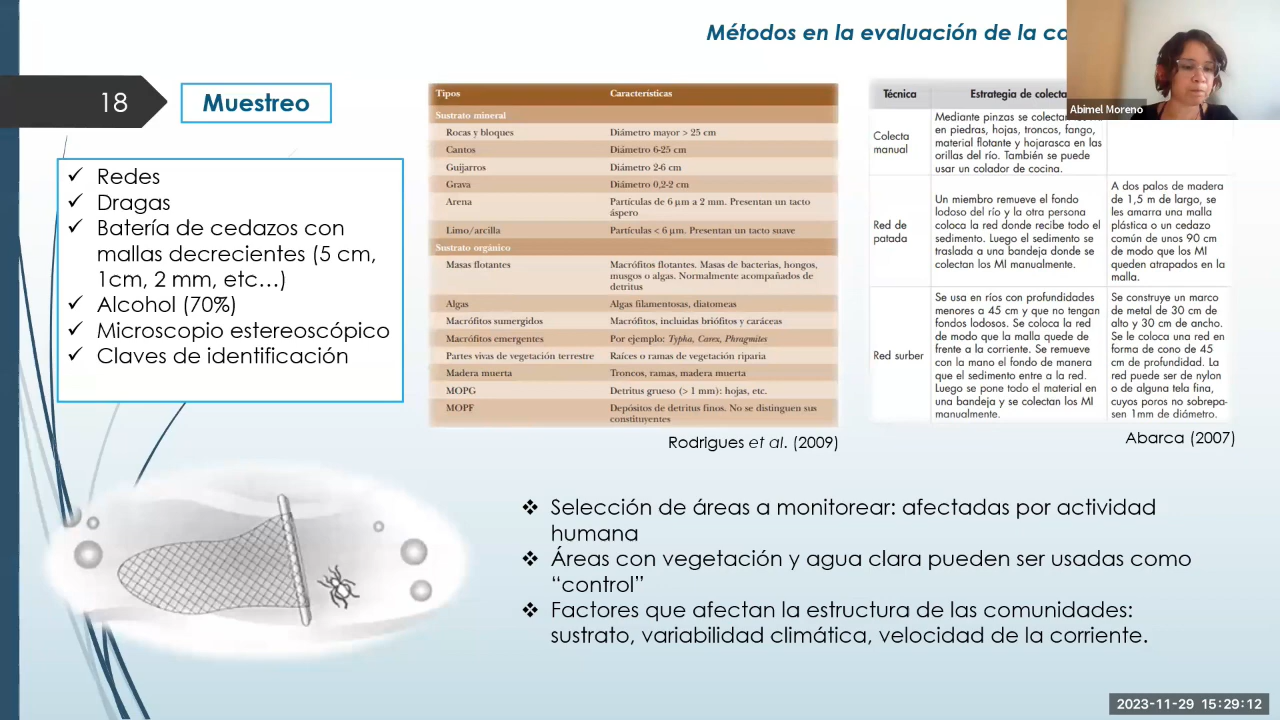 Métodos en la evaluación de la
18
Muestreo
Redes
Dragas
Batería de cedazos con
mallas decrecientes (5 cm,
1cm, 2 mm, etc...)
Alcohol (70%)
Microscopio estereoscópico
Claves de identificación
Tipos Características
Sustrato mineral
Rocas y bloques Diámetro mayor > 25 cm
Cantos Diámetro 6-25 cm
Guijarros Diámetro 2-6 cm
Grava Diámetro 0,2-2 cm
Arena Partículas de 6 µm a 2 mm. Presentan un tacto
áspero
Limo/arcilla Partículas < 6 µm. Presentan un tacto suave
Sustrato orgánico
Masas flotantes Macrófitos flotantes. Masas de bacterias, hongos,
musgos o algas. Normalmente acompañados de
detritus
Algas Algas filamentosas, diatomeas
Macrófitos sumergidos Macrófitos, incluidas briófitos y caráceas
Macrófitos emergentes Por ejemplo: Typha, Carex, Phragmites
Partes vivas de vegetación terrestre Raíces o ramas de vegetación riparia
Madera muerta Troncos, ramas, madera muerta
MOPG Detritus grueso (> 1 mm): hojas, etc.
MOPF Depósitos de detritus finos. No se distinguen sus
constituyentes
Rodrigues et al. (2009)
Técnica Estrategia de colecta
Colecta
manual
Mediante pinzas se colectan
en piedras, hojas, troncos, fango,
material flotante y hojarasca en las
orillas del río. También se puede
usar un colador de cocina.
Red de
patada
Un miembro remueve el fondo
lodoso del río y la otra persona
coloca la red donde recibe todo el
sedimento. Luego el sedimento se
traslada a una bandeja donde se
colectan los MI manualmente.
A dos palos de madera
de 1,5 m de largo, se
les amarra una malla
plástica o un cedazo
común de unos 90 cm
de modo que los MI
queden atrapados en la
malla.
Red surber
Se usa en ríos con profundidades
menores a 45 cm y que no tengan
fondos lodosos. Se coloca la red
de modo que la malla quede de
frente a la corriente. Se remueve
con la mano el fondo de manera
que el sedimento entre a la red.
Luego se pone todo el material en
una bandeja y se colectan los MI
manualmente.
Se construye un marco
de metal de 30 cm de
alto y 30 cm de ancho.
Se le coloca una red en
forma de cono de 45
cm de profundidad. La
red puede ser de nylon
o de alguna tela fina,
cuyos poros no sobrepa-
sen 1mm de diámetro.
Abarca (2007)
Abimel Moreno
Selección de áreas a monitorear: afectadas por actividad
humana
Áreas con vegetación y agua clara pueden ser usadas como
“control”
Factores que afectan la estructura de las comunidades:
sustrato, variabilidad climática, velocidad de la corriente.
2023-11-29 15:29:12